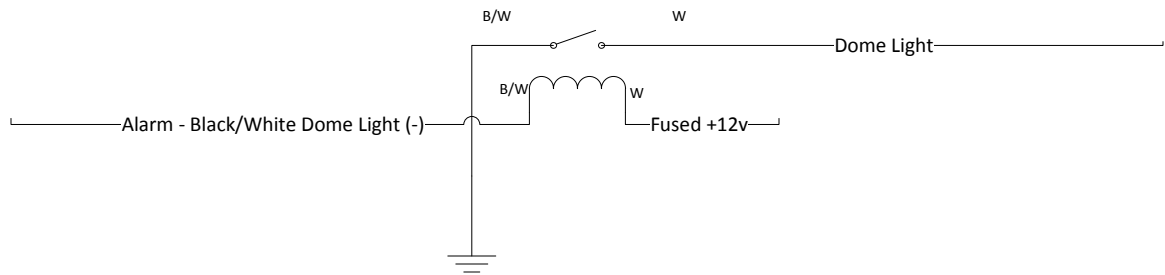 B/W
W
Dome Light
B/W
W
Alarm - Black/White Dome Light (-)
Fused +12v